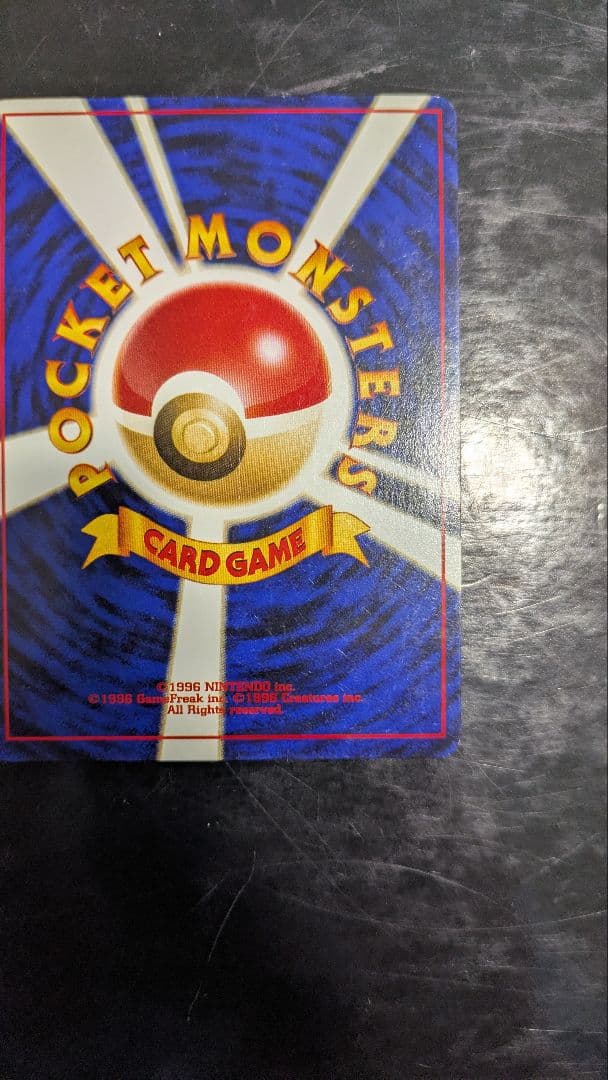 POCKET MONSTERS
CARD GAME
©1996 NINTENDO inc.
©1996 GameFreak inc. ©1996 Creatures inc.
All Rights reserved.